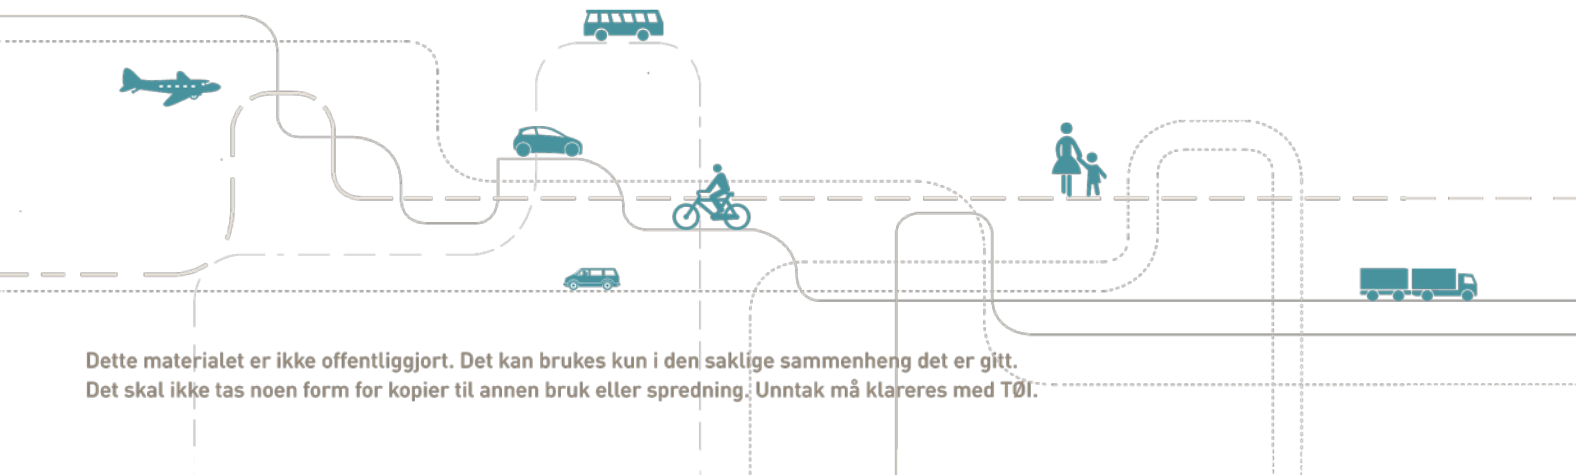 Dette materialet er ikke offentliggjort. Det kan brukes kun i den saklige sammenheng det er gitt.
Det skal ikke tas noen form for kopier til annen bruk eller spredning. Unntak må klareres med TØI.